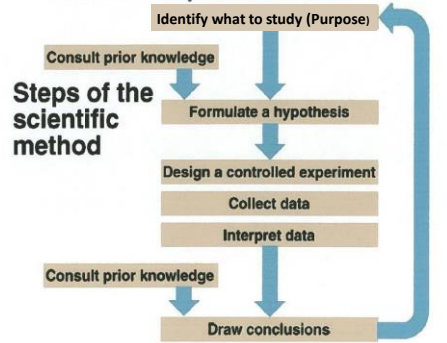 Identify what to study (Purpose)
Consult prior knowledge
Steps of the
scientific
method
Formulate a hypothesis
Design a controlled experiment
Collect data
Interpret data
Consult prior knowledge
Draw conclusions